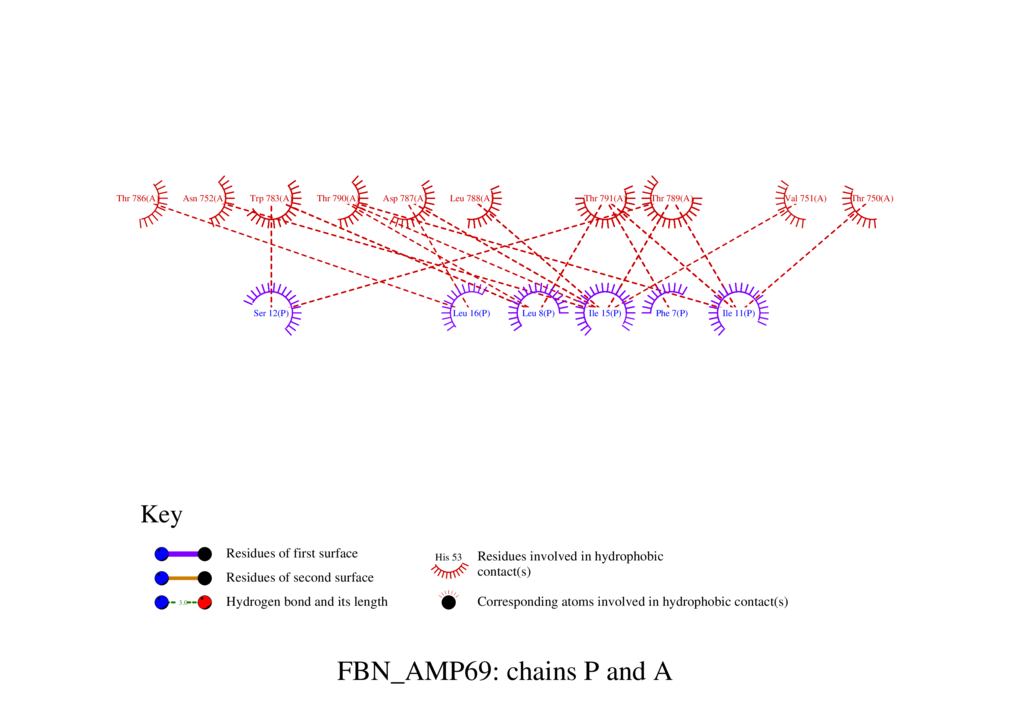 Thr 786(A) Asn 752(A) Trp 783(A) Thr 790(A) Asp 787(A) Leu 788(A) Thr 791(A) Thr 789(A) Val 751(A) Thr 750(A)
Ser 12(P) Leu 16(P) Leu 8(P) Ile 15(P) Phe 7(P) Ile 11(P)
Key
Residues of first surface
Residues of second surface
3.0
Hydrogen bond and its length
His 53
Residues involved in hydrophobic
contact(s)
Corresponding atoms involved in hydrophobic contact(s)
FBN_AMP69: chains P and A